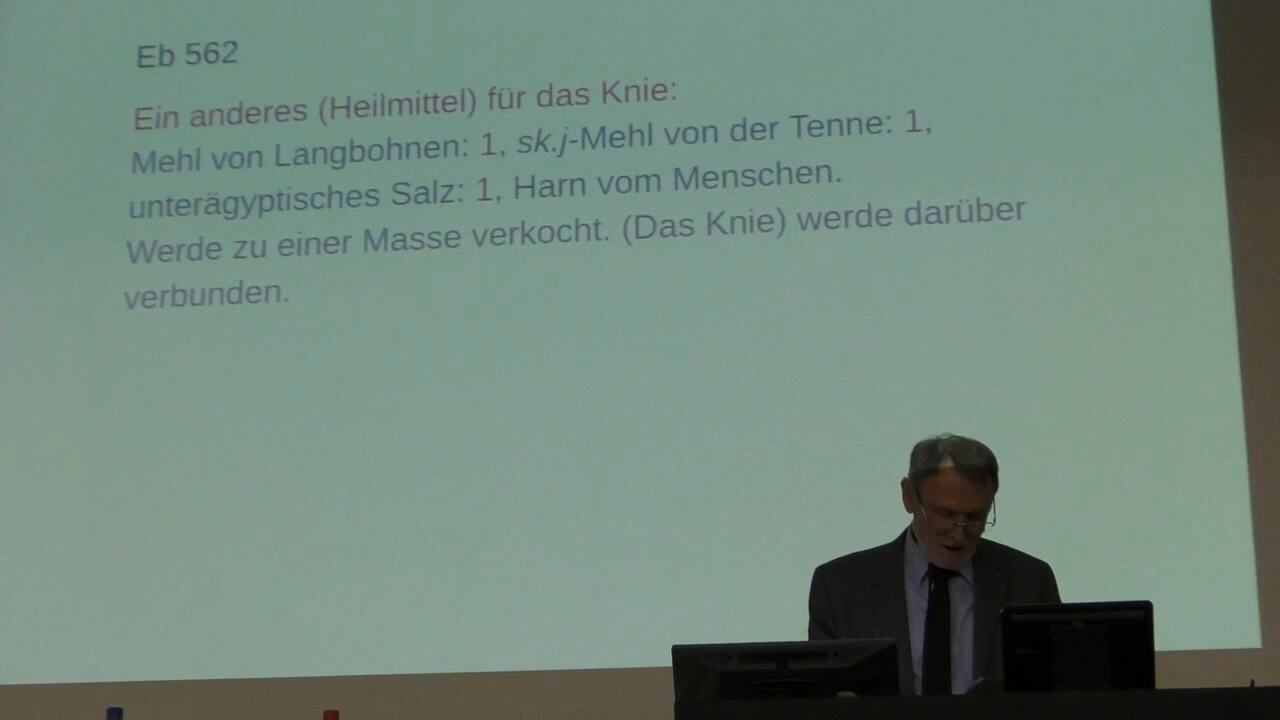 Eb 562
Ein anderes (Heilmittel) für das Knie:
Mehl von Langbohnen: 1, sk.j-Mehl von der Tenne: 1,
unterägyptisches Salz: 1, Harn vom Menschen.
Werde zu einer Masse verkocht. (Das Knie) werde darüber
verbunden.